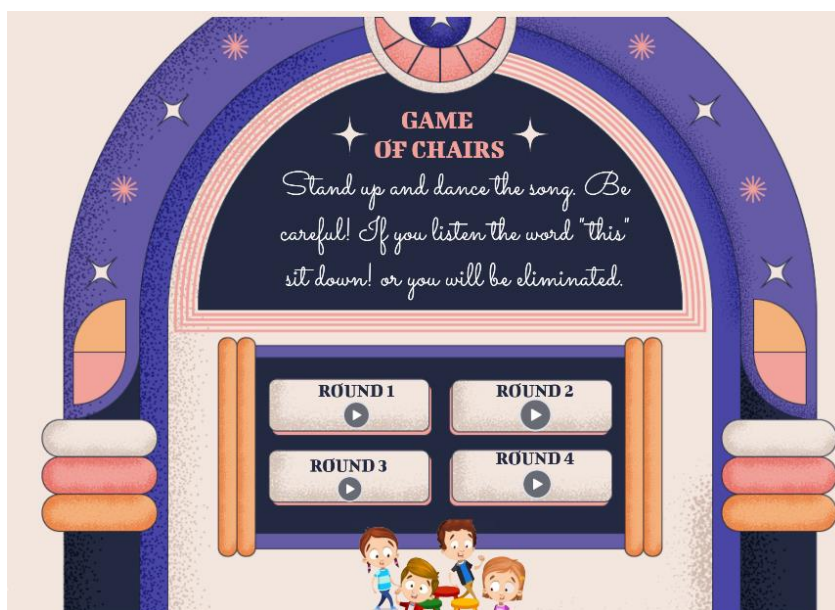 GAME
OF CHAIRS
Stand up and dance the song. Be
careful! If you listen the word "this"
sit down! or you will be eliminated.
ROUND 1
ROUND 2
ROUND 3
ROUND 4